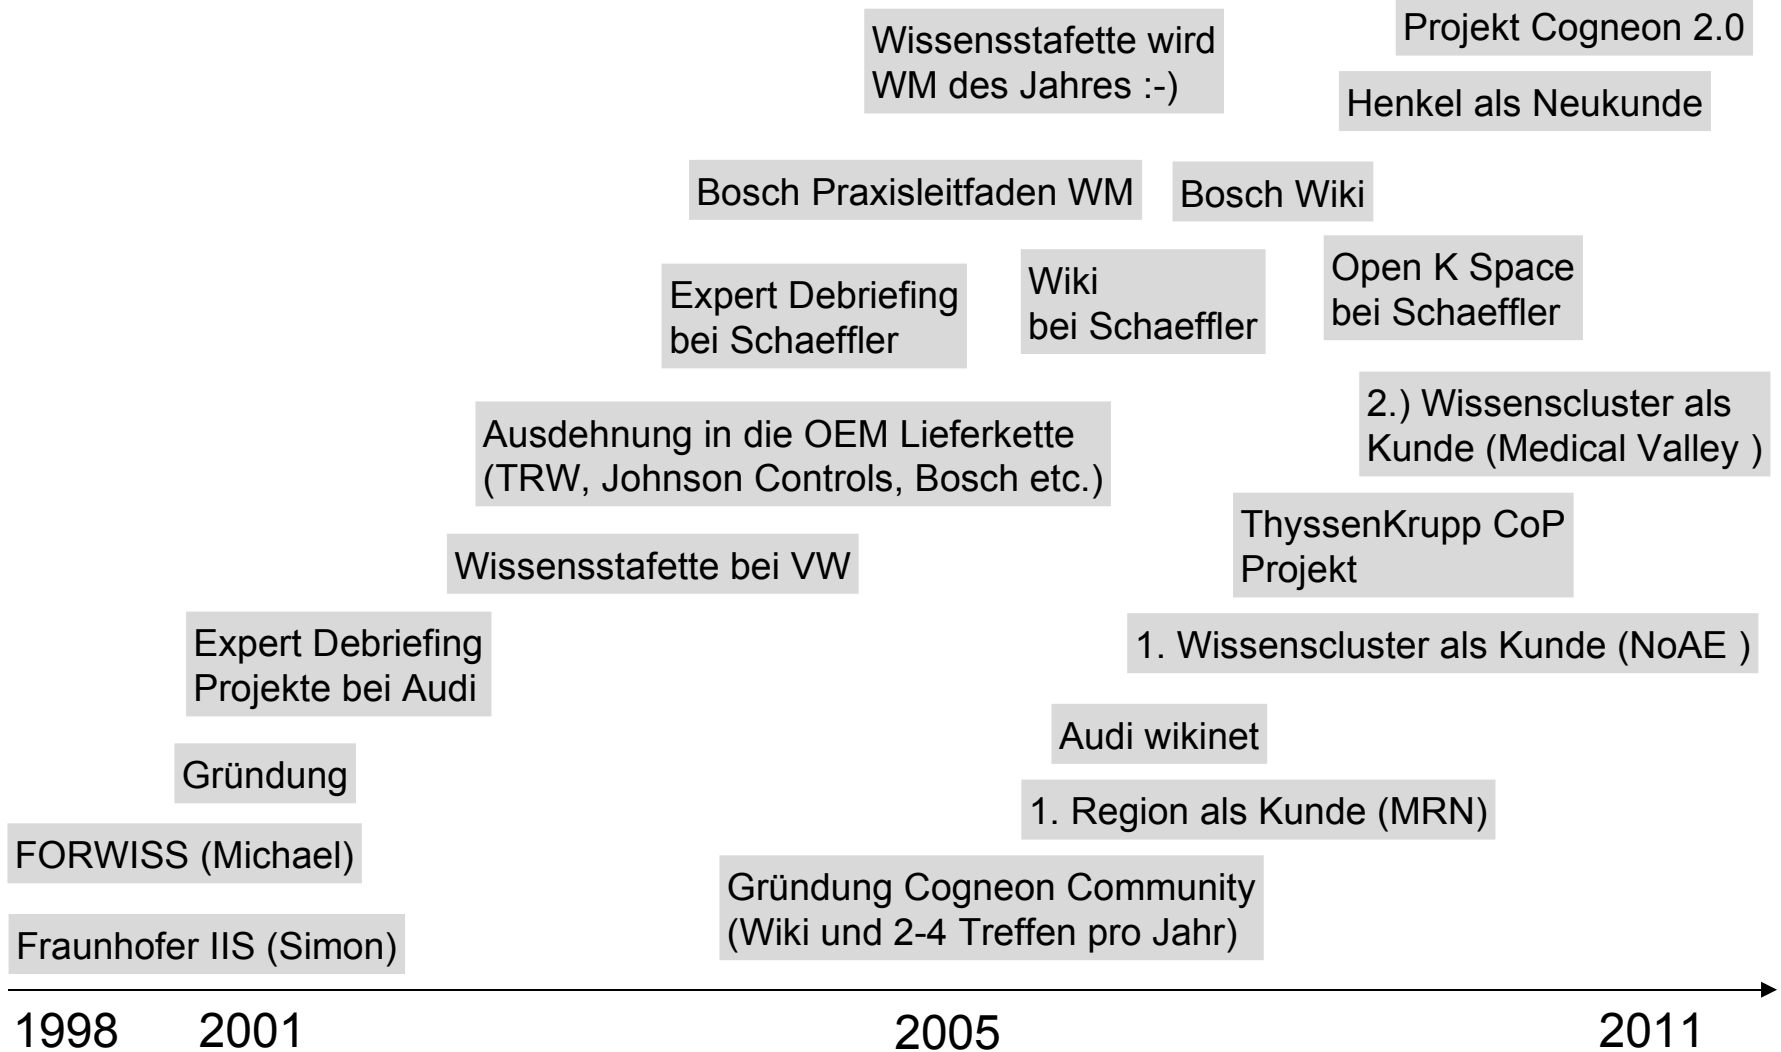 Projekt Cogneon 2.0
Wissensstafette wird
WM des Jahres :-)
Henkel als Neukunde
Bosch Praxisleitfaden WM
Bosch Wiki
Expert Debriefing
bei Schaeffler
Wiki
bei Schaeffler
Open K Space
bei Schaeffler
Ausdehnung in die OEM Lieferkette
(TRW, Johnson Controls, Bosch etc.)
2.) Wissenscluster als
Kunde (Medical Valley )
Wissensstafette bei VW
ThyssenKrupp CoP
Projekt
Expert Debriefing
Projekte bei Audi
1. Wissenscluster als Kunde (NoAE )
Audi wikinet
Gründung
1. Region als Kunde (MRN)
FORWISS (Michael)
Gründung Cogneon Community
(Wiki und 2-4 Treffen pro Jahr)
Fraunhofer IIS (Simon)
1998
2001
2005
2011